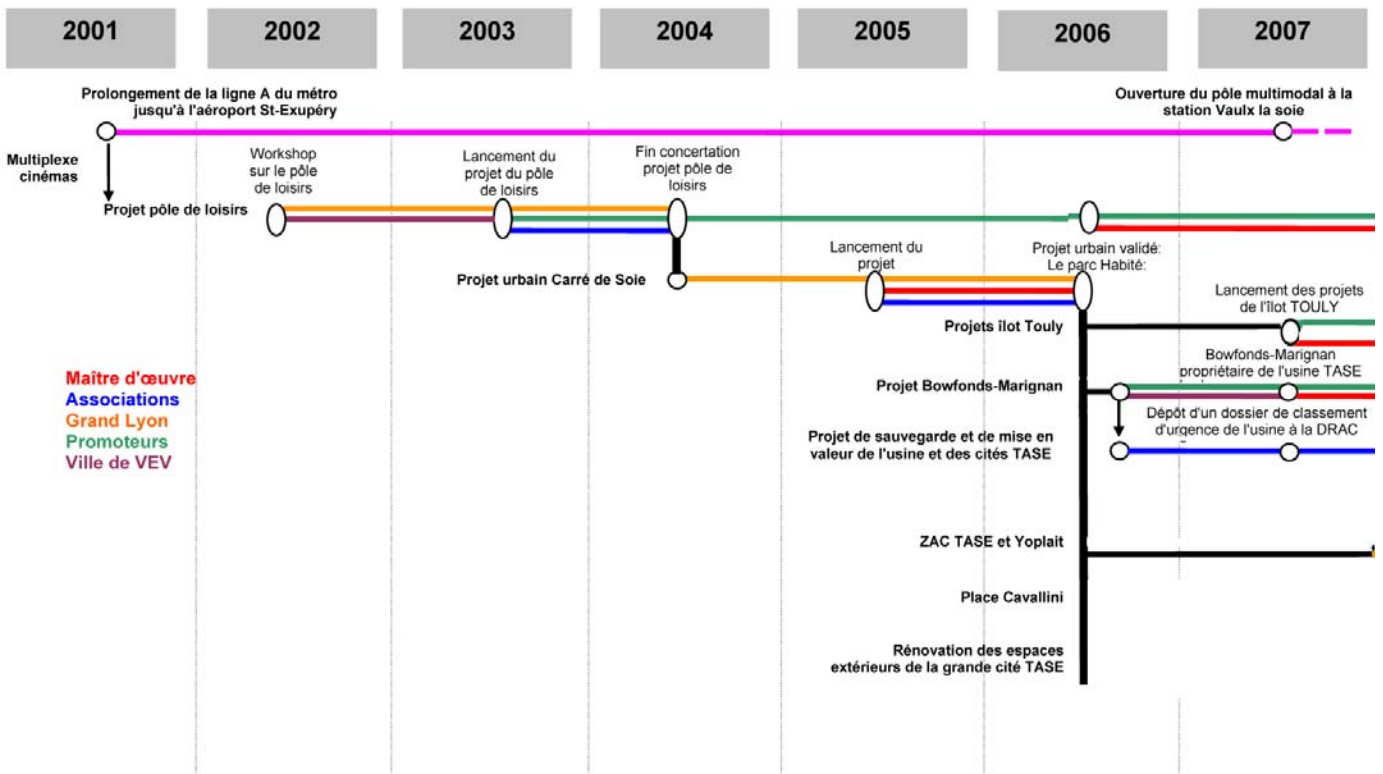 2001
2002
2003
2004
2005
2006
2007
Prolongement de la ligne A du métro
jusqu'à l'aéroport St-Exupéry
Ouverture du pôle multimodal à la
station Vaulx la soie
Multiplexe
cinémas
Workshop
sur le pôle
de loisirs
Lancement du
projet du pôle
de loisirs
Fin concertation
projet pôle de
loisirs
Projet pôle de loisirs
Lancement du
projet
Projet urbain validé:
Le parc Habité:
Projet urbain Carré de Soie
Lancement des projets
de l'îlot TOULY
Projets îlot Touly
Bowfonds-Marignan
propriétaire de l'usine TASE
Projet Bowfonds-Marignan
Dépôt d'un dossier de classement
d'urgence de l'usine à la DRAC
Projet de sauvegarde et de mise en
valeur de l'usine et des cités TASE
Maître d'œuvre
Associations
Grand Lyon
Promoteurs
Ville de VEV
ZAC TASE et Yoplait
Place Cavallini
Rénovation des espaces
extérieurs de la grande cité TASE